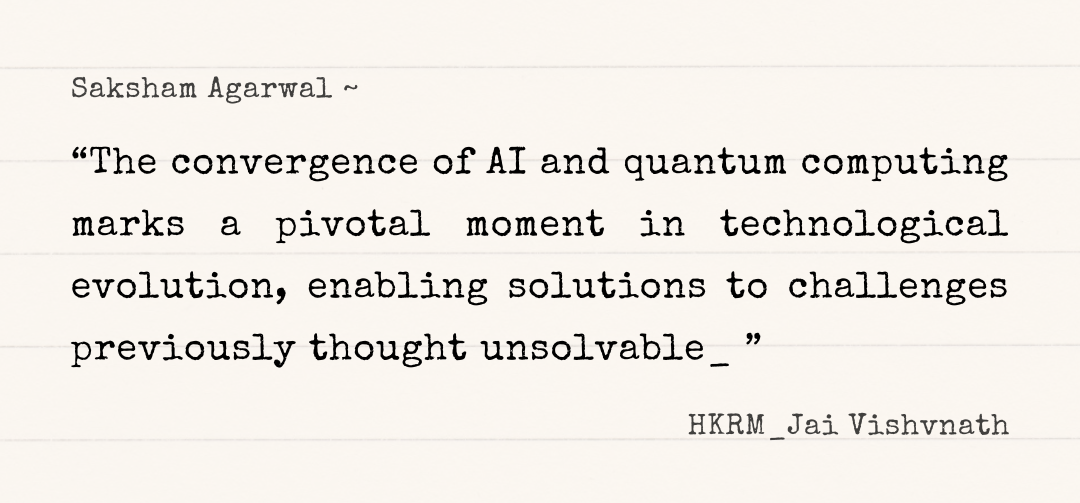 Saksham Agarwal ~
“The convergence of AI and quantum computing
marks a pivotal moment in technological
evolution, enabling solutions to challenges
previously thought unsolvable_ ”
HKRM_Jai Vishvnath